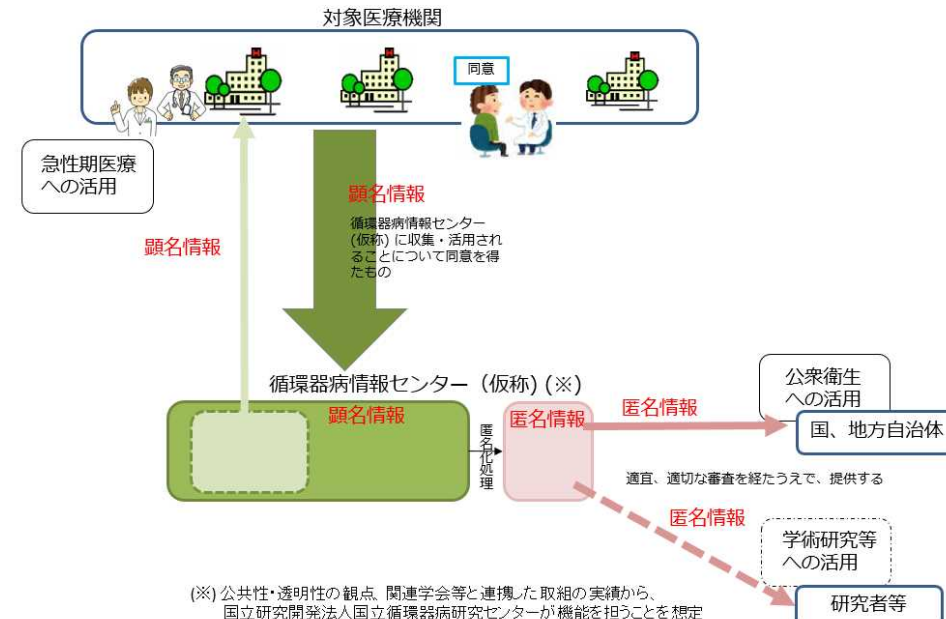 対象医療機関
同意
急性期医療
への活用
顕名情報
循環器病情報センター
(仮称) に収集・活用され
ることについて同意を得
たもの
顕名情報
循環器病情報センター（仮称) (※)
顕名情報
匿名化処理
匿名情報
匿名情報
公衆衛生
への活用
国、地方自治体
適宜、適切な審査を経たうえで、提供する
匿名情報
学術研究等
への活用
研究者等
(※) 公共性・透明性の観点、関連学会等と連携した取組の実績から、
国立研究開発法人国立循環器病研究センターが機能を担うことを想定